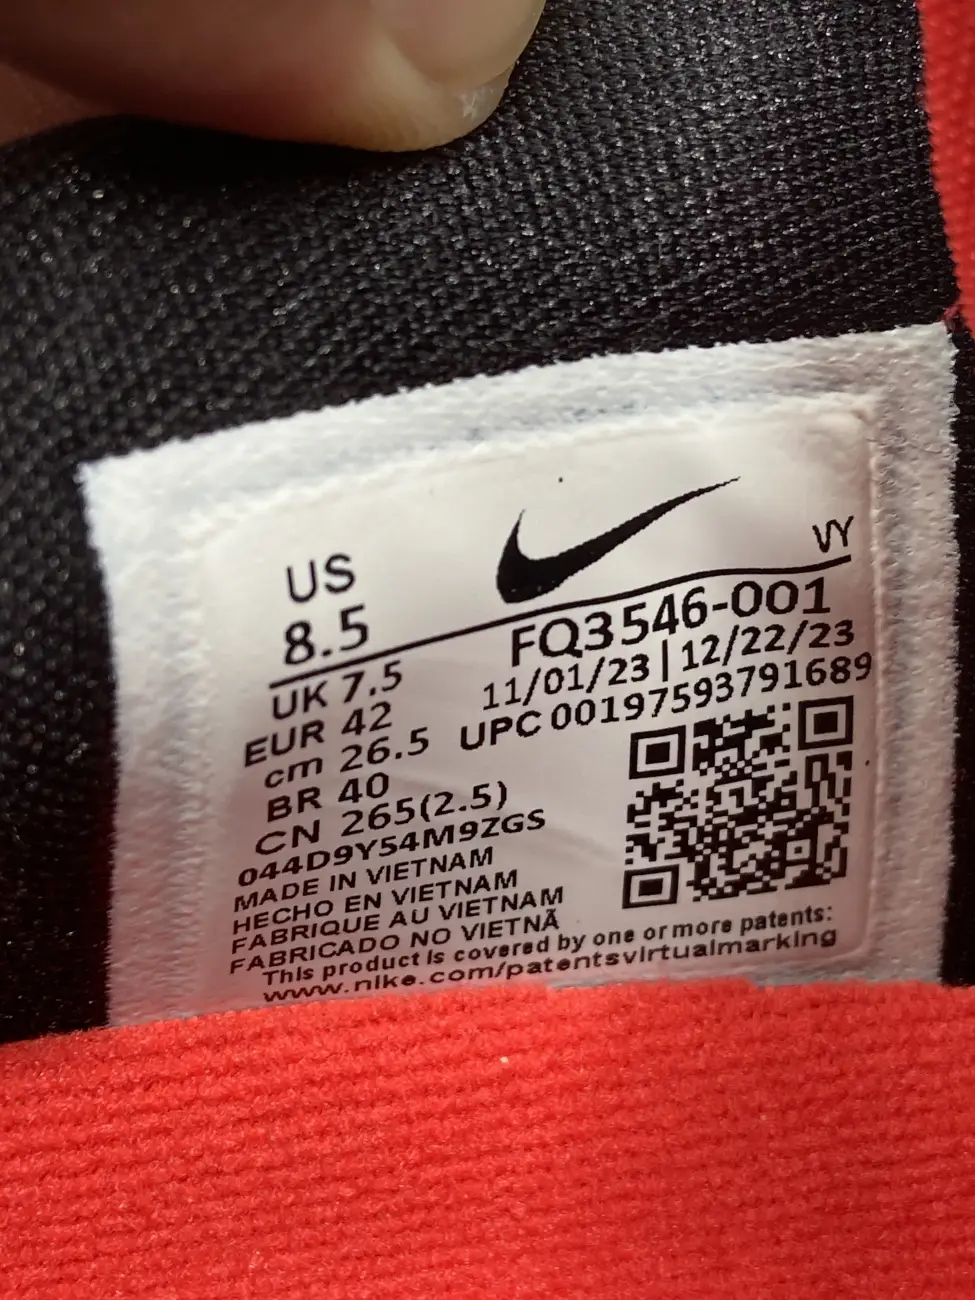 VY
US
8.5
FQ3546-001
11/01/23 | 12/22/23
UPC 00197593791689
UK 7.5
EUR 42
cm 26.5
BR 40
CN 265(2.5)
044D9Y54M9ZGS
MADE IN VIETNAM
HECHO EN VIETNAM
FABRIQUE AU VIETNAM
FABRICADO NO VIETNÃ
This product is covered by one or more patents:
www.nike.com/patentsvirtualmarking